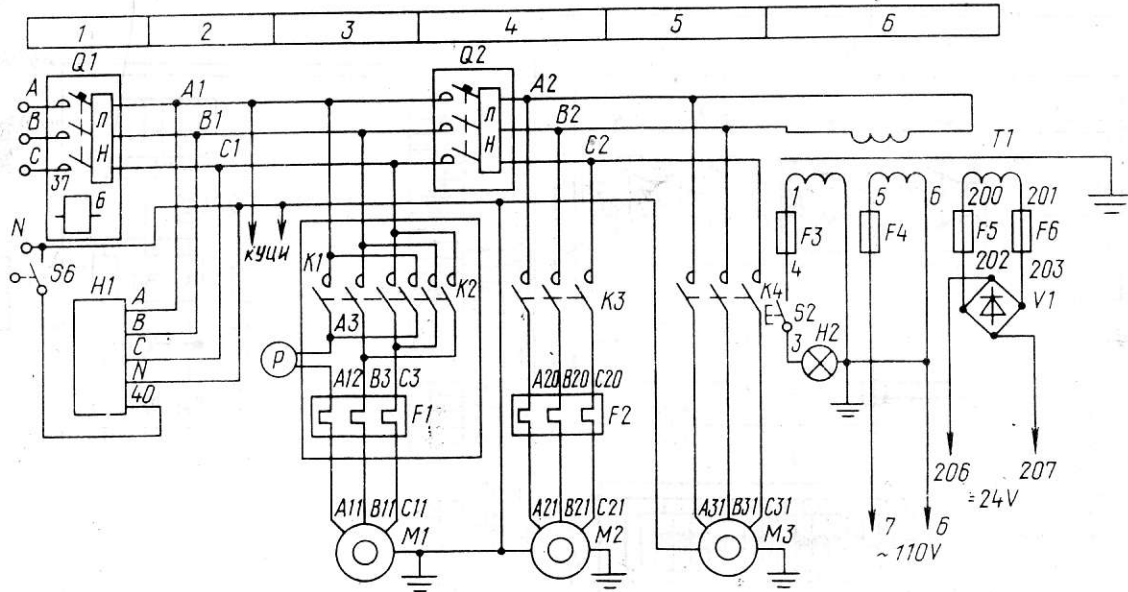 1 2 3 4 5 6
Q1 Q2
A A1 A2
B B1 B2
C C1 C2
Л Л
Н Н
T1
37
Б
N
кУЦИ
S6
H1
A
B
C
N
40
K1 K2
K3
K4
A3
P
A12 B3 C3
F1
A20 B20 C20
F2
A11 B11 C11
M1
A21 B21 C21
M2
A31 B31 C31
M3
1 5 6 200 201
F3 F4 F5 F6
4 202 203
V1
E S2
3 H2
206 207
=24V
7 6
~110V